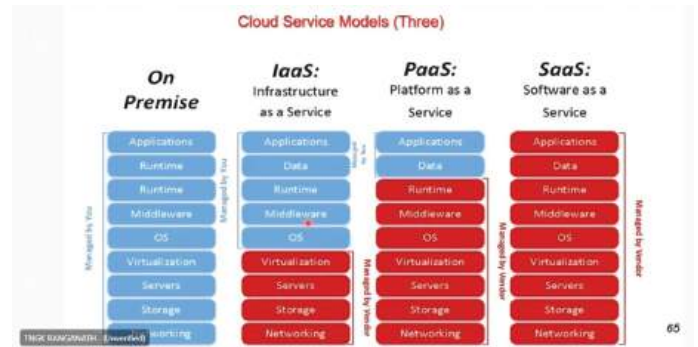 Cloud Service Models (Three)
On
Premise
Applications
Runtime
Runtime
Middleware
OS
Virtualization
Servers
Storage
Managed by You
IaaS:
Infrastructure
as a Service
Applications
Data
Runtime
Middleware
OS
Virtualization
Servers
Storage
Networking
Managed by You
Managed by Vendor
PaaS:
Platform as a
Service
Applications
Data
Runtime
Middleware
OS
Virtualization
Servers
Storage
Networking
Managed by Vendor
SaaS:
Software as a
Service
Applications
Data
Runtime
Middleware
OS
Virtualization
Servers
Storage
Networking
Managed by Vendor
65